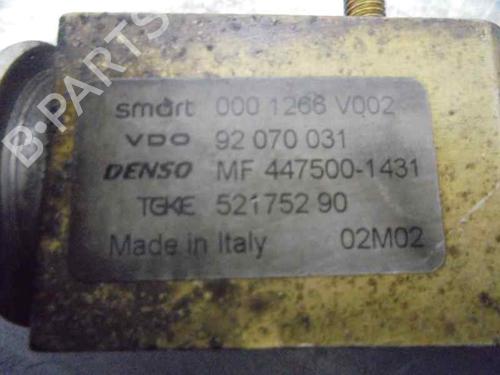 B-PARTS
smart 000 1266 V002
VDO 92 070 031
DENSO MF 447500-1431
TGKE 521752 90
Made in Italy 02M02